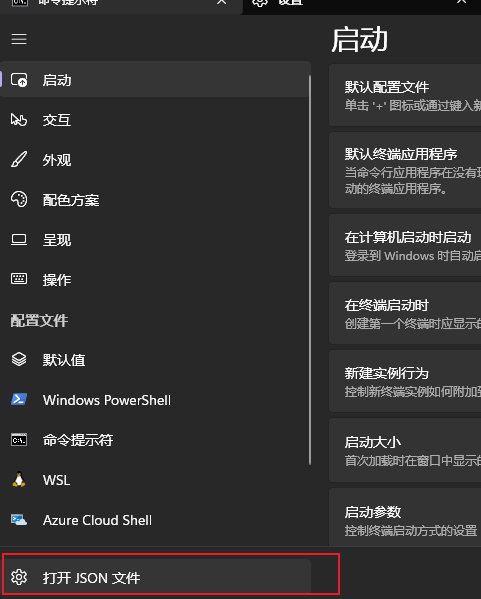 命令提示符
设置
启动
交互
外观
配色方案
呈现
操作
配置文件
默认值
Windows PowerShell
命令提示符
WSL
Azure Cloud Shell
打开 JSON 文件
启动
默认配置文件
单击 '+' 图标或通过键入新
默认终端应用程序
当命令行应用程序在没有现
动的终端应用程序。
在计算机启动时启动
登录到 Windows 时自动启
在终端启动时
创建第一个终端时应显示的
新建实例行为
控制新终端实例如何附加到
启动大小
首次加载时在窗口中显示的
启动参数
控制终端启动方式的设置